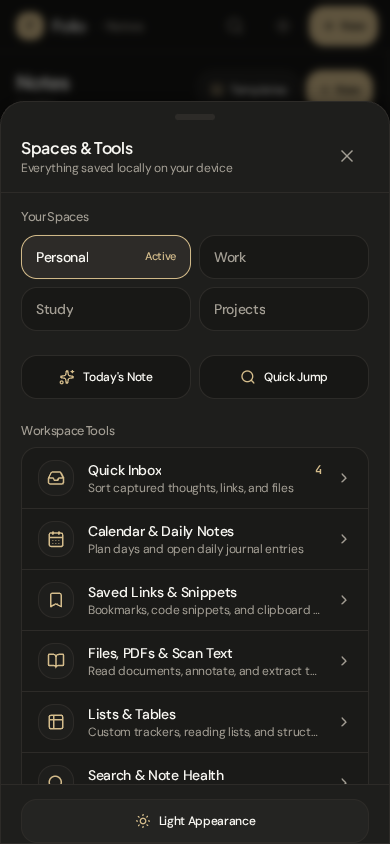 Notes
Spaces & Tools
Everything saved locally on your device
Your Spaces
Personal
Active
Work
Study
Projects
Today's Note
Quick Jump
Workspace Tools
Quick Inbox
4
Sort captured thoughts, links, and files
Calendar & Daily Notes
Plan days and open daily journal entries
Saved Links & Snippets
Bookmarks, code snippets, and clipboard ...
Files, PDFs & Scan Text
Read documents, annotate, and extract t...
Lists & Tables
Custom trackers, reading lists, and struct...
Search & Note Health
Light Appearance